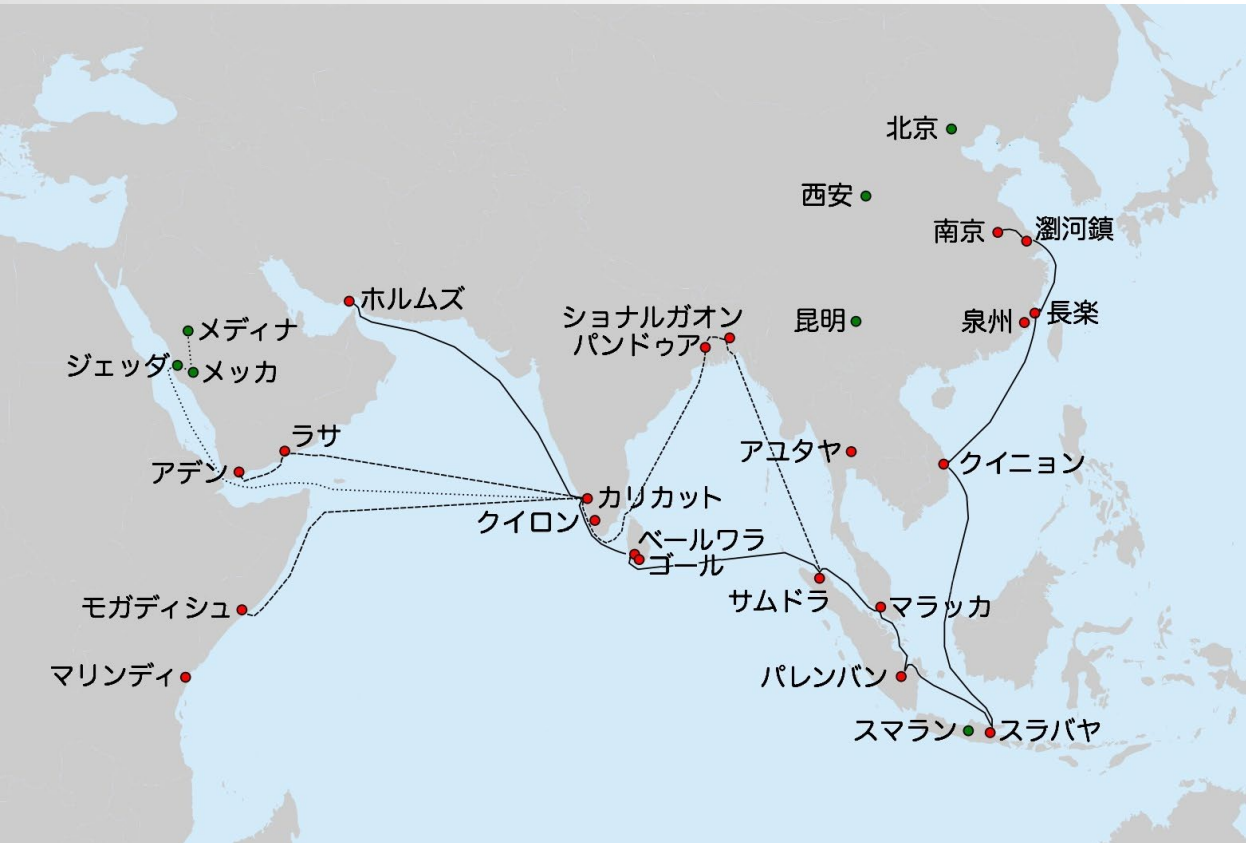 北京
西安
南京
瀏河鎮
ホルムズ
ショナルガオン
パンドゥア
昆明
泉州
長楽
メディナ
ジェッダ
メッカ
ラサ
アデン
アユタヤ
クイニョン
カリカット
クイロン
ベールワラ
ゴール
サムドラ
マラッカ
モガディシュ
マリンディ
パレンバン
スマラン
スラバヤ